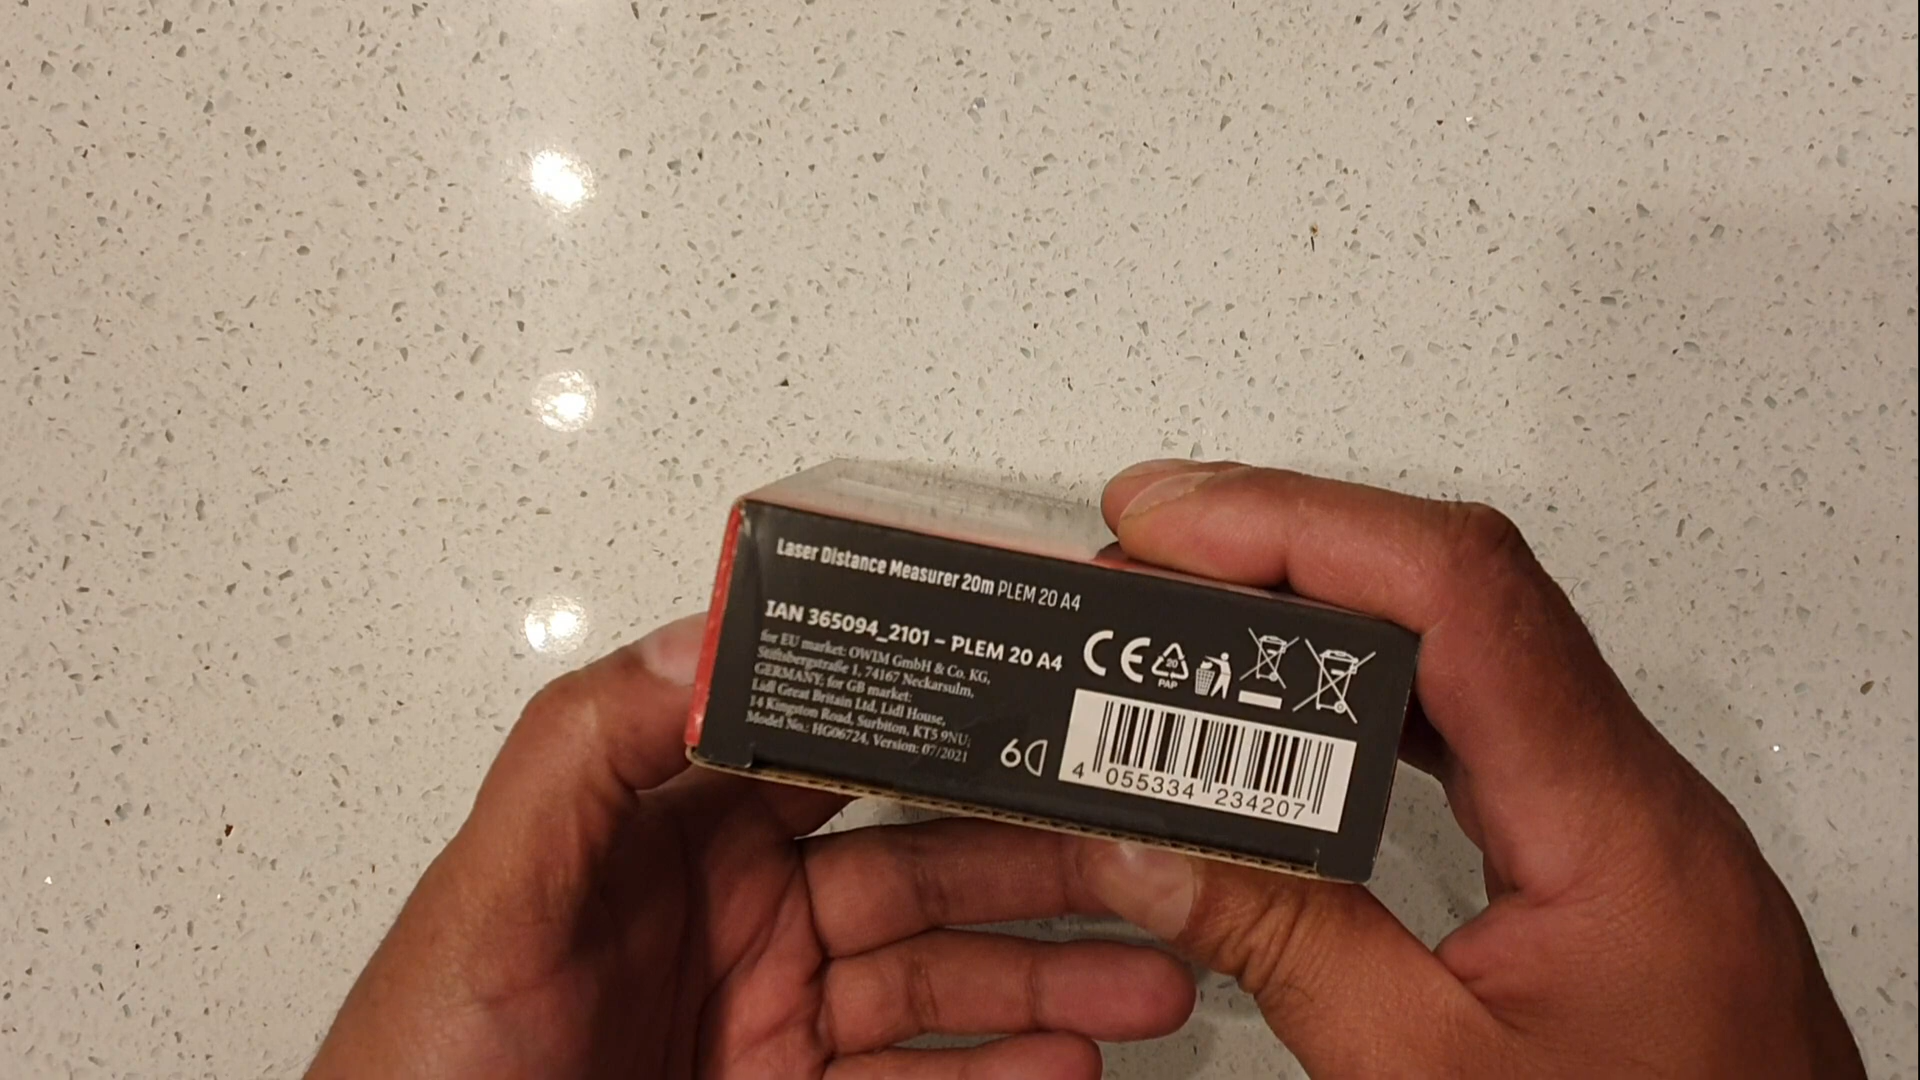 Laser Distance Measurer 20m PLEM 20 A4
IAN 365094_2101 – PLEM 20 A4
for EU market: OWIM GmbH & Co. KG,
Stiftsbergstraße 1, 74167 Neckarsulm,
GERMANY; for GB market:
Lidl Great Britain Ltd, Lidl House,
14 Kingston Road, Surbiton, KT5 9NU;
Model No.: HG06724, Version: 07/2021
CE
20
PAP
6
4 055334 234207